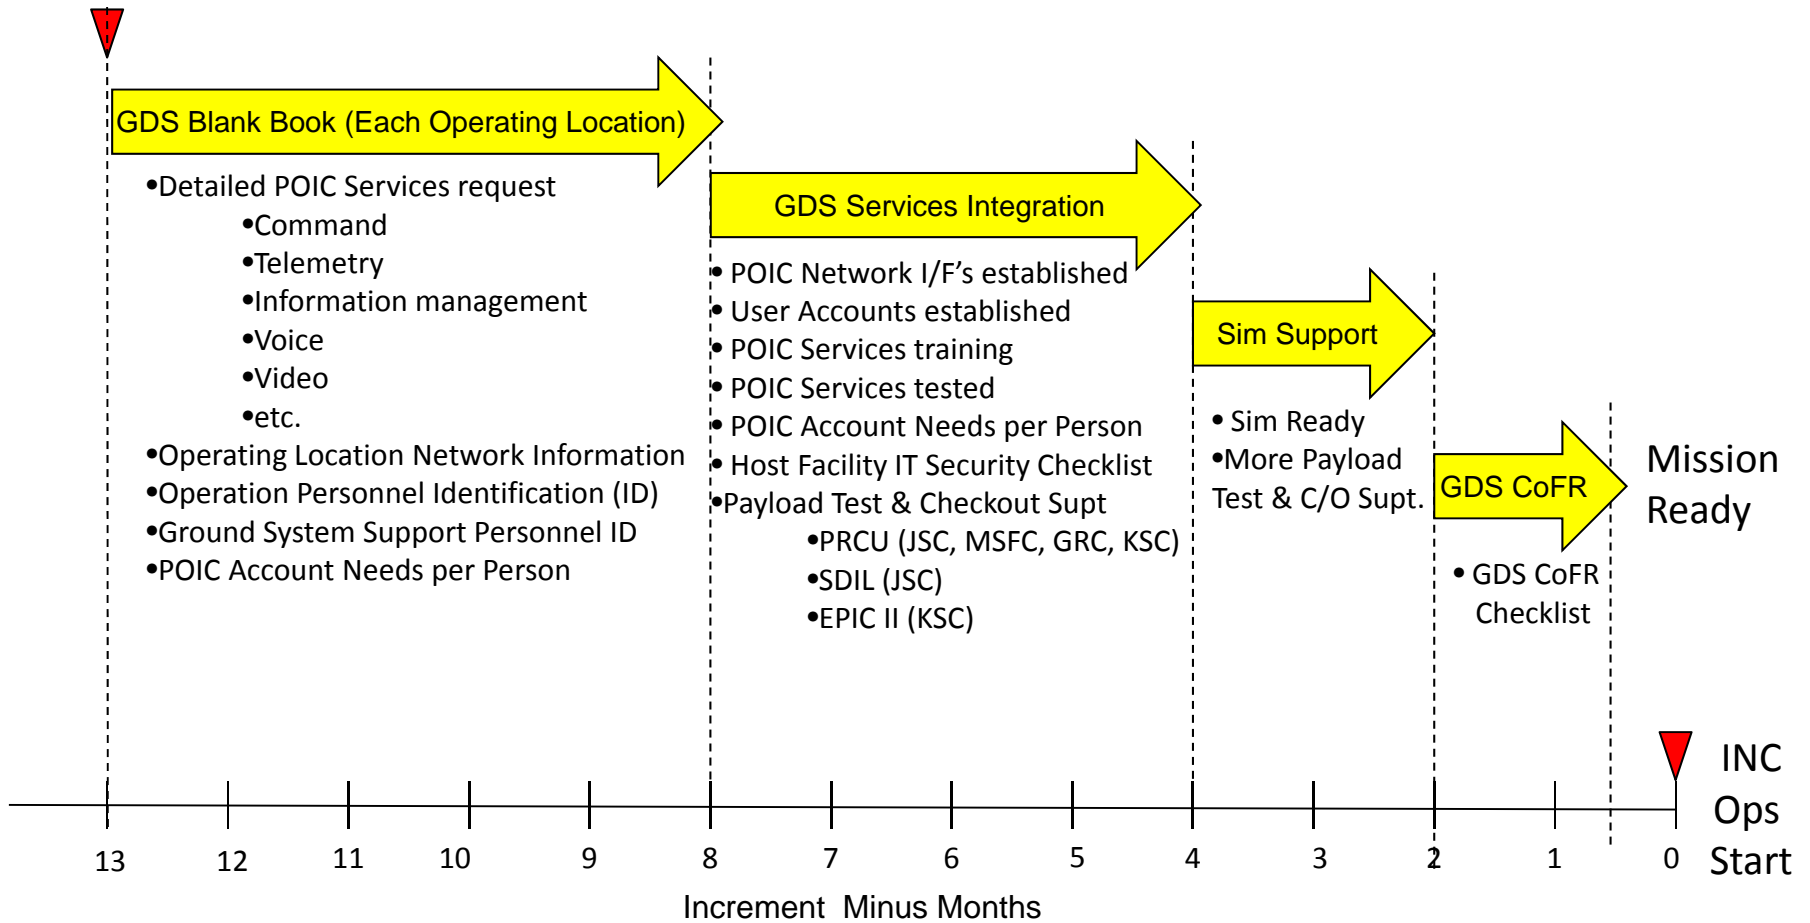 GDS Blank Book (Each Operating Location)
•Detailed POIC Services request
•Command
•Telemetry
•Information management
•Voice
•Video
•etc.
•Operating Location Network Information
•Operation Personnel Identification (ID)
•Ground System Support Personnel ID
•POIC Account Needs per Person
GDS Services Integration
• POIC Network I/F's established
• User Accounts established
• POIC Services training
• POIC Services tested
• POIC Account Needs per Person
• Host Facility IT Security Checklist
•Payload Test & Checkout Supt
•PRCU (JSC, MSFC, GRC, KSC)
•SDIL (JSC)
•EPIC II (KSC)
Sim Support
• Sim Ready
•More Payload
Test & C/O Supt.
GDS CoFR
• GDS CoFR
Checklist
Mission
Ready
INC
Ops
Start
13 12 11 10 9 8 7 6 5 4 3 2 1 0
Increment Minus Months